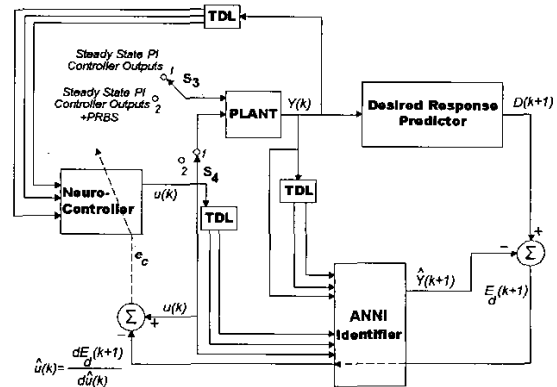 TDL
Steady State PI
Controller Outputs
1
S3
Steady State PI
Controller Outputs
+PRBS
2
PLANT
Y(k)
Desired Response
Predictor
D(k+1)
1
2
S4
TDL
Neuro-
Controller
u(k)
TDL
+
-
Σ
Ŷ(k+1)
E_d(k+1)
ANNI
Identifier
e_c
Σ
+
u(k)
-
û(k)= dE_d(k+1) / dû(k)